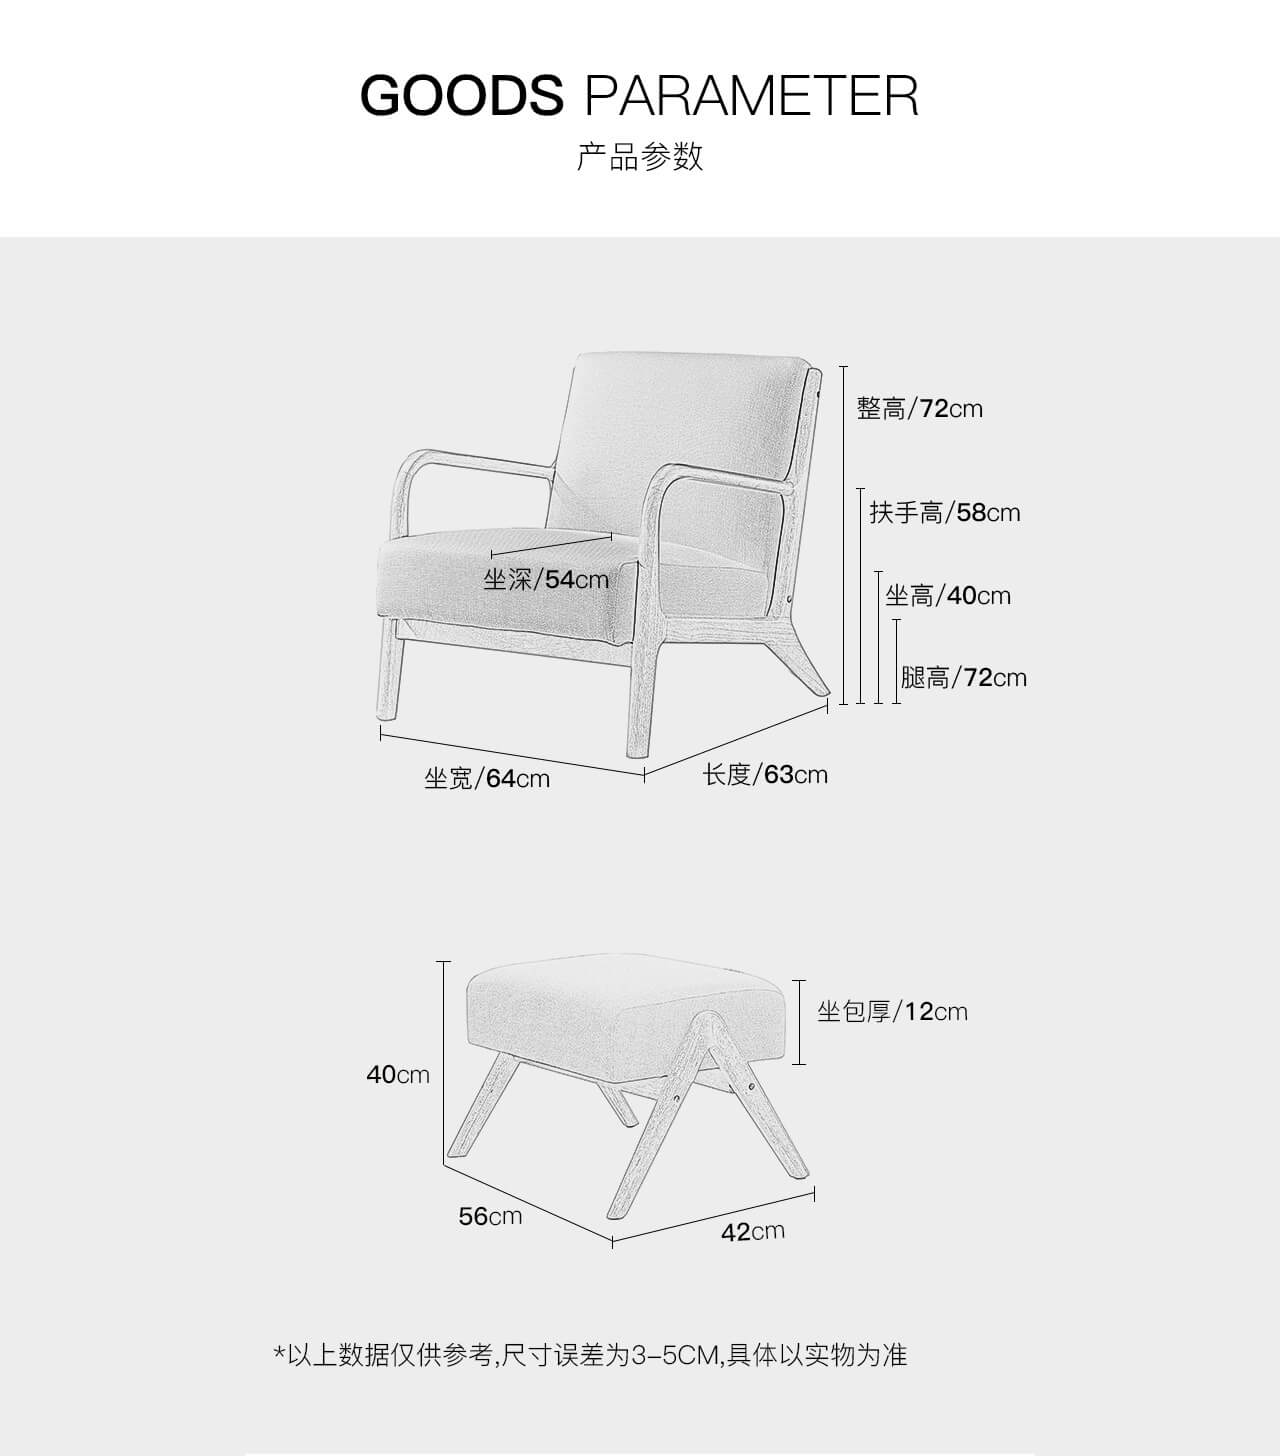 GOODS PARAMETER
产品参数
整高/72cm
扶手高/58cm
坐深/54cm
坐高/40cm
腿高/72cm
坐宽/64cm
长度/63cm
坐包厚/12cm
40cm
56cm
42cm
*以上数据仅供参考,尺寸误差为3-5CM,具体以实物为准